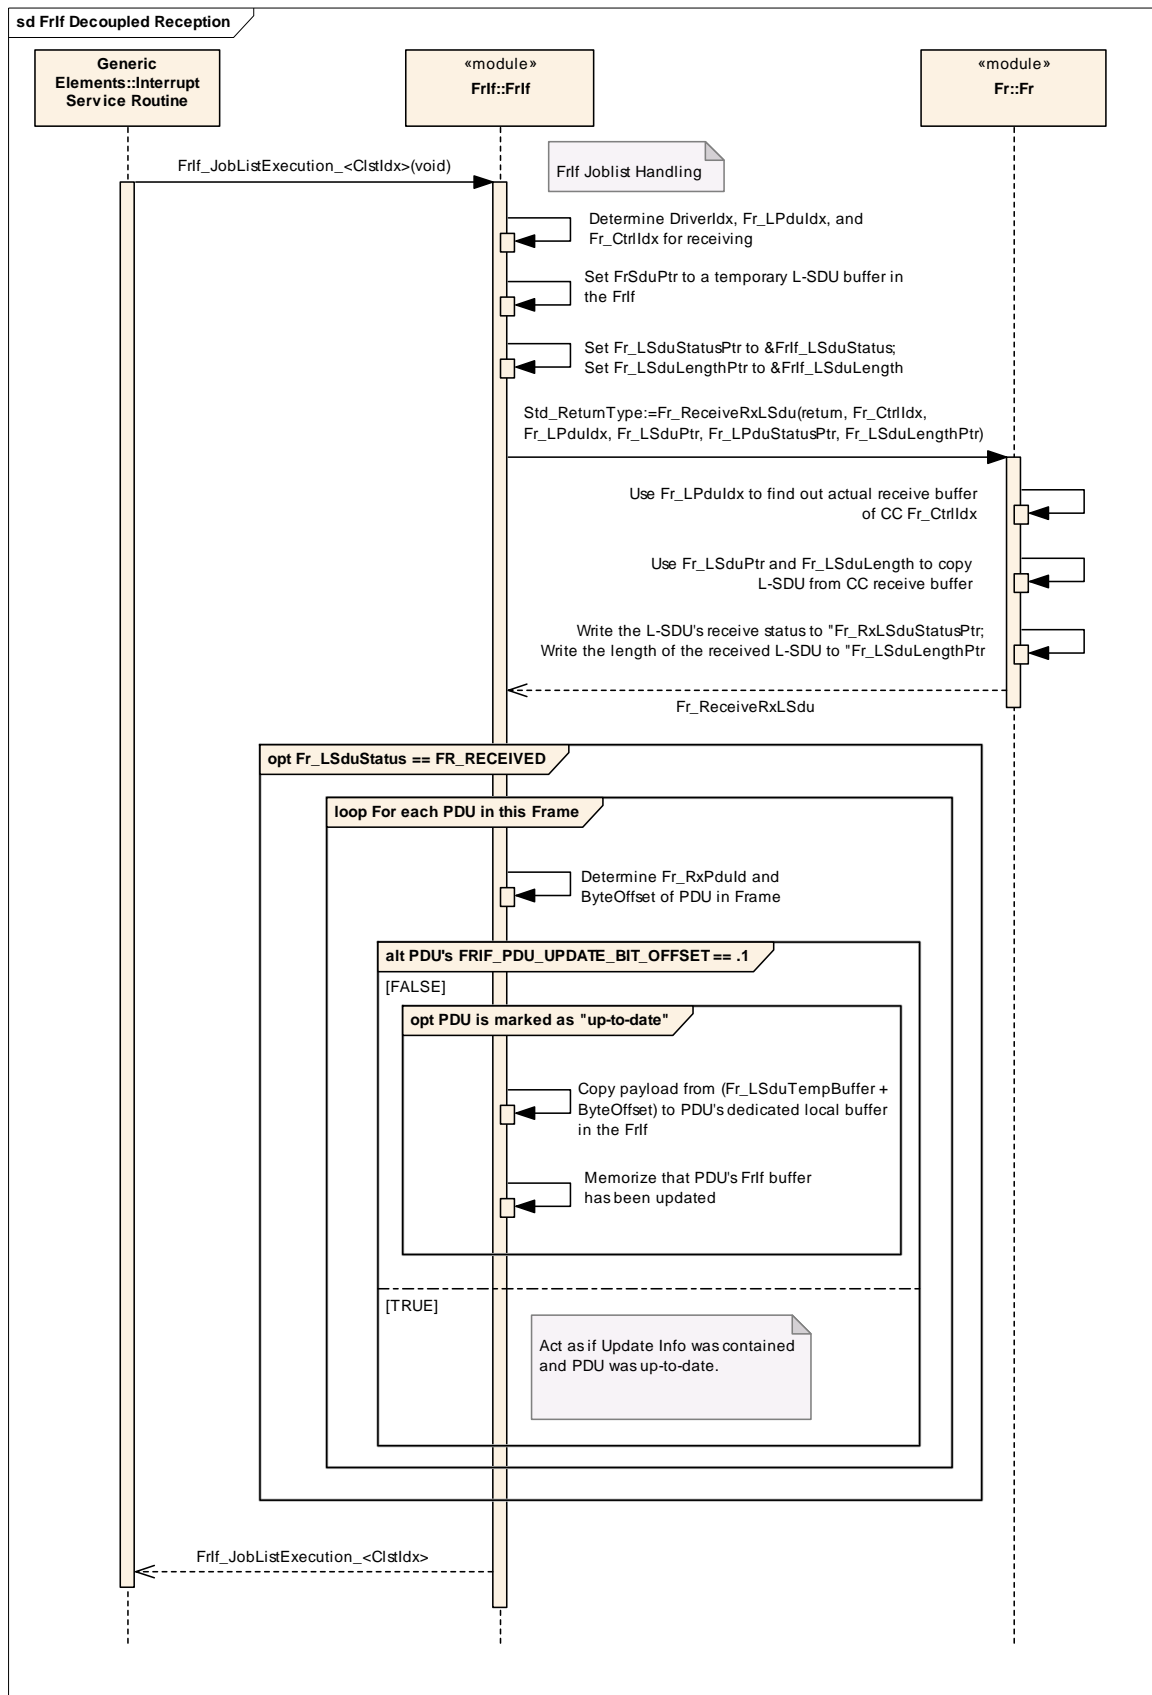 sd FrIf Decoupled Reception
Generic
Elements::Interrupt
Service Routine
«module»
FrIf::FrIf
«module»
Fr::Fr
FrIf_JobListExecution_<ClstIdx>(void)
FrIf Joblist Handling
Determine DriverIdx, Fr_LPduIdx, and
Fr_CtrlIdx for receiving
Set FrSduPtr to a temporary L-SDU buffer in
the FrIf
Set Fr_LSduStatusPtr to &FrIf_LSduStatus;
Set Fr_LSduLengthPtr to &FrIf_LSduLength
Std_ReturnType:=Fr_ReceiveRxLSdu(return, Fr_CtrlIdx,
Fr_LPduIdx, Fr_LSduPtr, Fr_LPduStatusPtr, Fr_LSduLengthPtr)
Use Fr_LPduIdx to find out actual receive buffer
of CC Fr_CtrlIdx
Use Fr_LSduPtr and Fr_LSduLength to copy
L-SDU from CC receive buffer
Write the L-SDU's receive status to "Fr_RxLSduStatusPtr;
Write the length of the received L-SDU to "Fr_LSduLengthPtr
Fr_ReceiveRxLSdu
opt Fr_LSduStatus == FR_RECEIVED
loop For each PDU in this Frame
Determine Fr_RxPduId and
ByteOffset of PDU in Frame
alt PDU's FRIF_PDU_UPDATE_BIT_OFFSET == .1
[FALSE]
opt PDU is marked as "up-to-date"
Copy payload from (Fr_LSduTempBuffer +
ByteOffset) to PDU's dedicated local buffer
in the FrIf
Memorize that PDU's FrIf buffer
has been updated
[TRUE]
Act as if Update Info was contained
and PDU was up-to-date.
FrIf_JobListExecution_<ClstIdx>